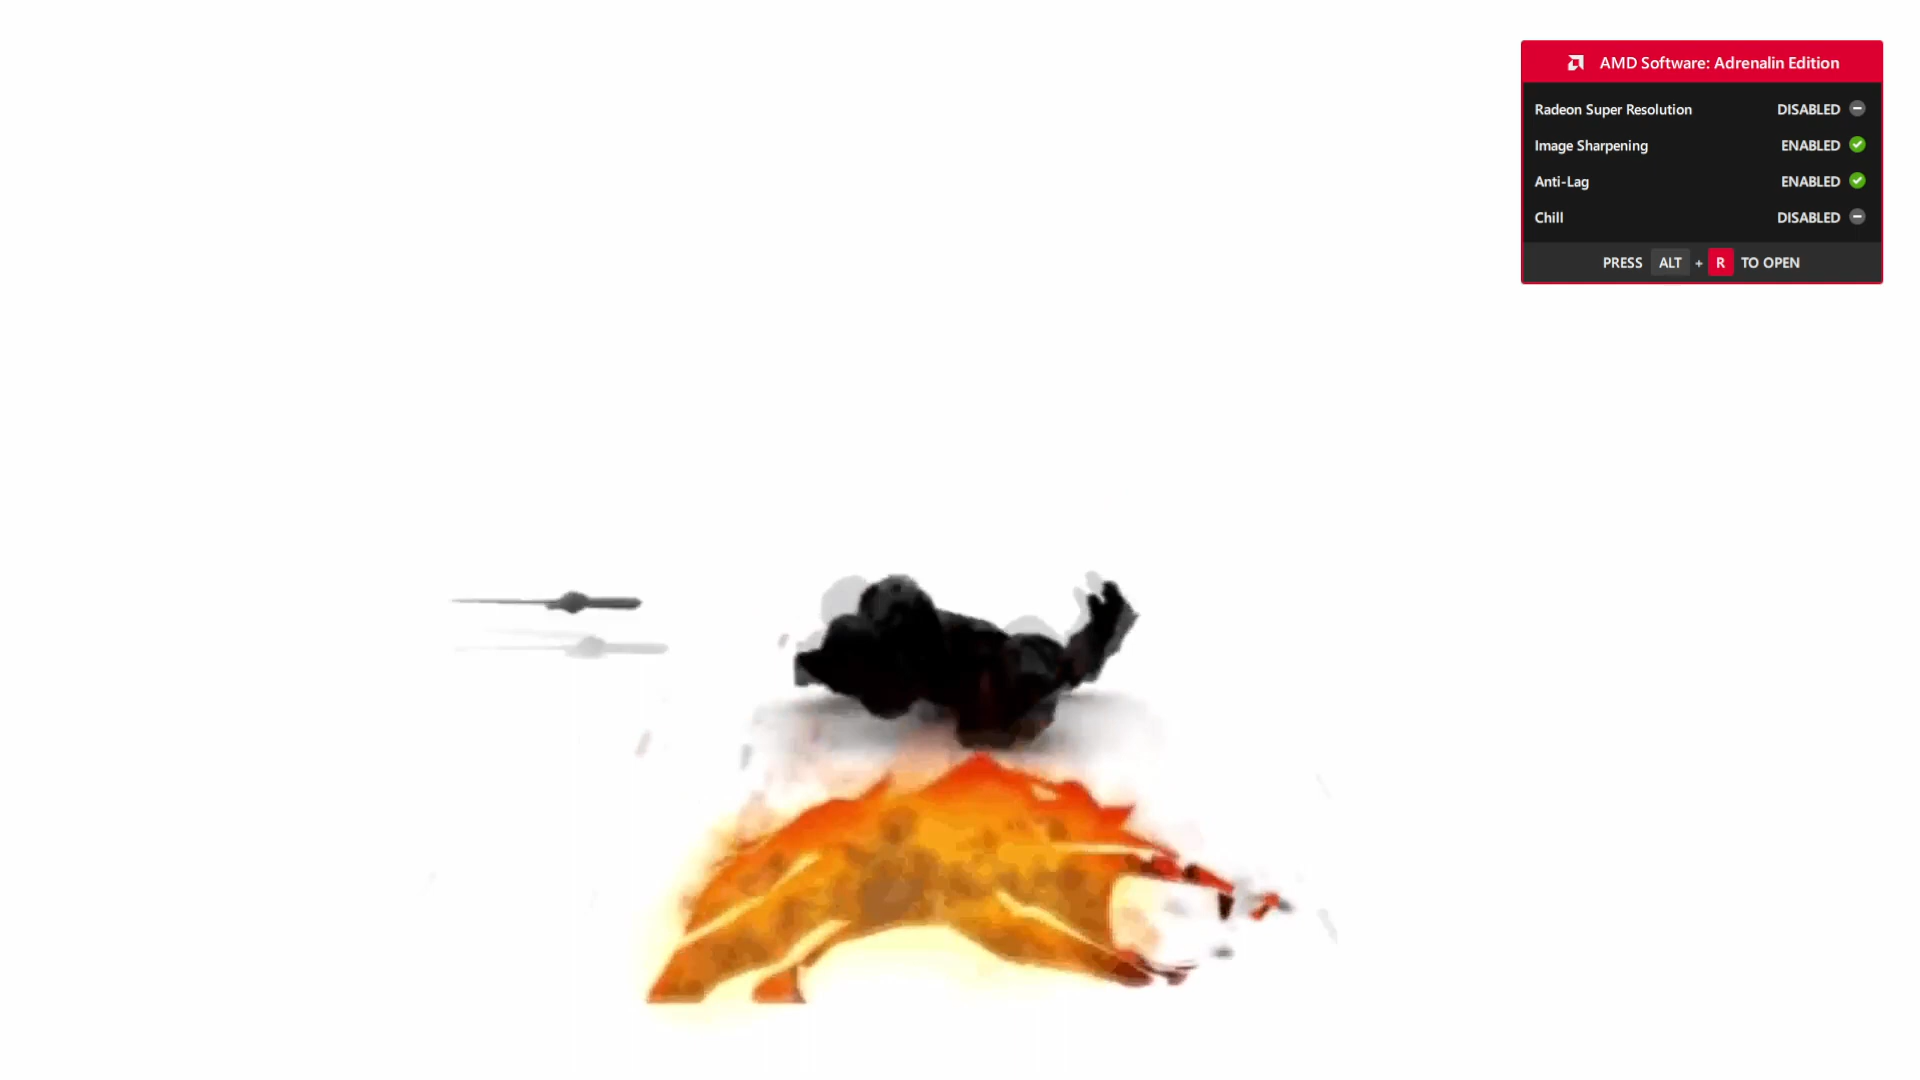 AMD Software: Adrenalin Edition
Radeon Super Resolution DISABLED
Image Sharpening ENABLED
Anti-Lag ENABLED
Chill DISABLED
PRESS ALT + R TO OPEN